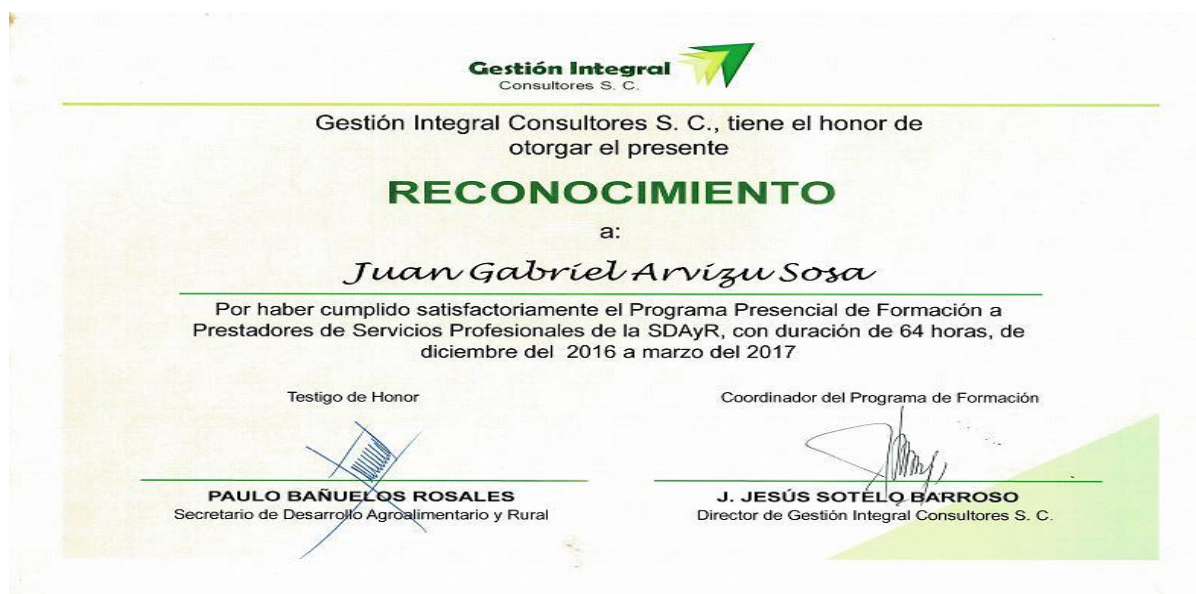 Gestión Integral
Consultores S. C.
Gestión Integral Consultores S. C., tiene el honor de
otorgar el presente
RECONOCIMIENTO
a:
Juan Gabriel Arvizu Sosa
Por haber cumplido satisfactoriamente el Programa Presencial de Formación a
Prestadores de Servicios Profesionales de la SDAyR, con duración de 64 horas, de
diciembre del 2016 a marzo del 2017
Testigo de Honor
PAULO BAÑUELOS ROSALES
Secretario de Desarrollo Agroalimentario y Rural
Coordinador del Programa de Formación
J. JESÚS SOTELO BARROSO
Director de Gestión Integral Consultores S. C.